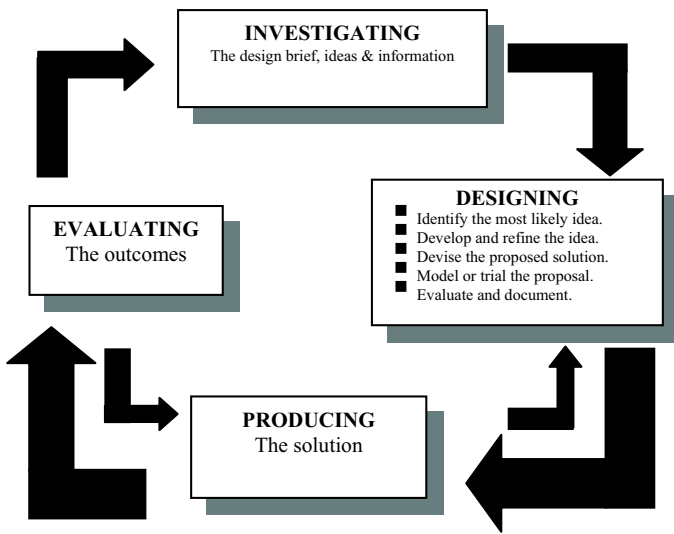 INVESTIGATING
The design brief, ideas & information
DESIGNING
Identify the most likely idea.
Develop and refine the idea.
Devise the proposed solution.
Model or trial the proposal.
Evaluate and document.
EVALUATING
The outcomes
PRODUCING
The solution